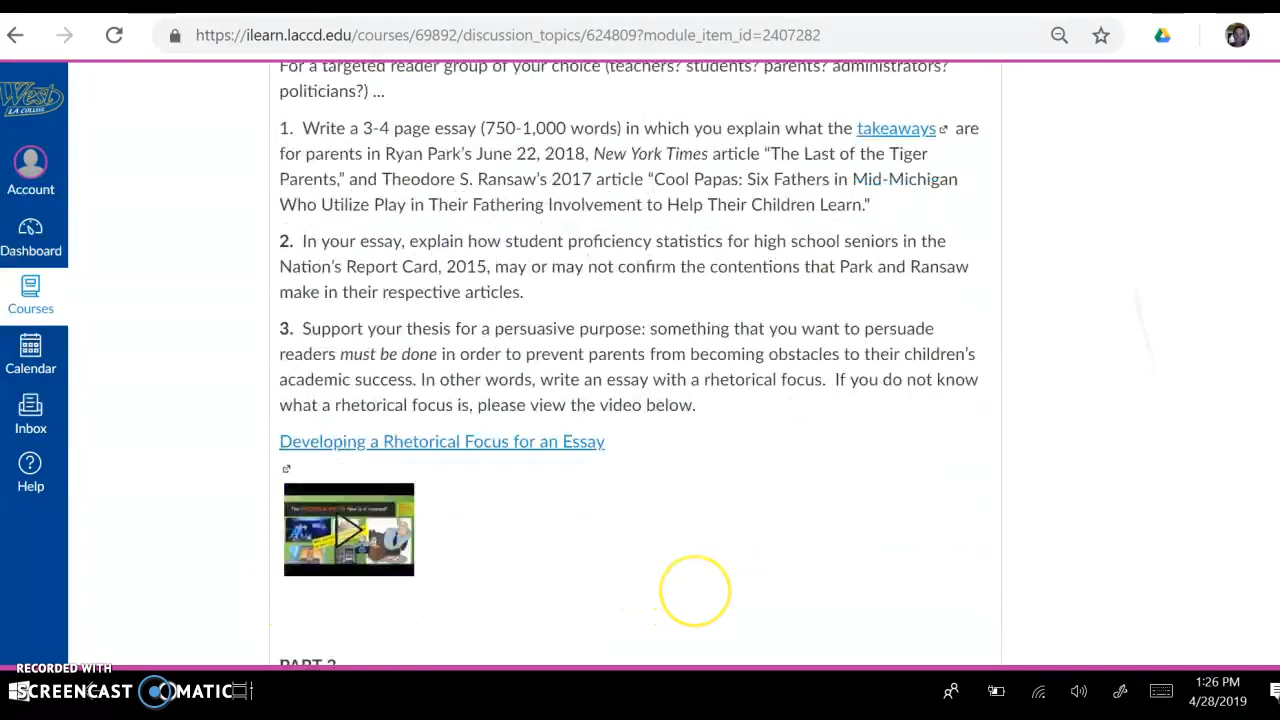 https://ilearn.laccd.edu/courses/69892/discussion_topics/624809?module_item_id=2407282
For a targeted reader group of your choice (teachers? students? parents? administrators?
politicians?) ...
West
LA COLLEGE
Account
Dashboard
Courses
Calendar
Inbox
Help
1. Write a 3-4 page essay (750-1,000 words) in which you explain what the takeaways are
for parents in Ryan Park's June 22, 2018, New York Times article “The Last of the Tiger
Parents,” and Theodore S. Ransaw's 2017 article “Cool Papas: Six Fathers in Mid-Michigan
Who Utilize Play in Their Fathering Involvement to Help Their Children Learn."
2. In your essay, explain how student proficiency statistics for high school seniors in the
Nation's Report Card, 2015, may or may not confirm the contentions that Park and Ransaw
make in their respective articles.
3. Support your thesis for a persuasive purpose: something that you want to persuade
readers must be done in order to prevent parents from becoming obstacles to their children's
academic success. In other words, write an essay with a rhetorical focus. If you do not know
what a rhetorical focus is, please view the video below.
Developing a Rhetorical Focus for an Essay
PART 2
RECORDED WITH
SCREENCAST MATIC
1:26 PM
4/28/2019